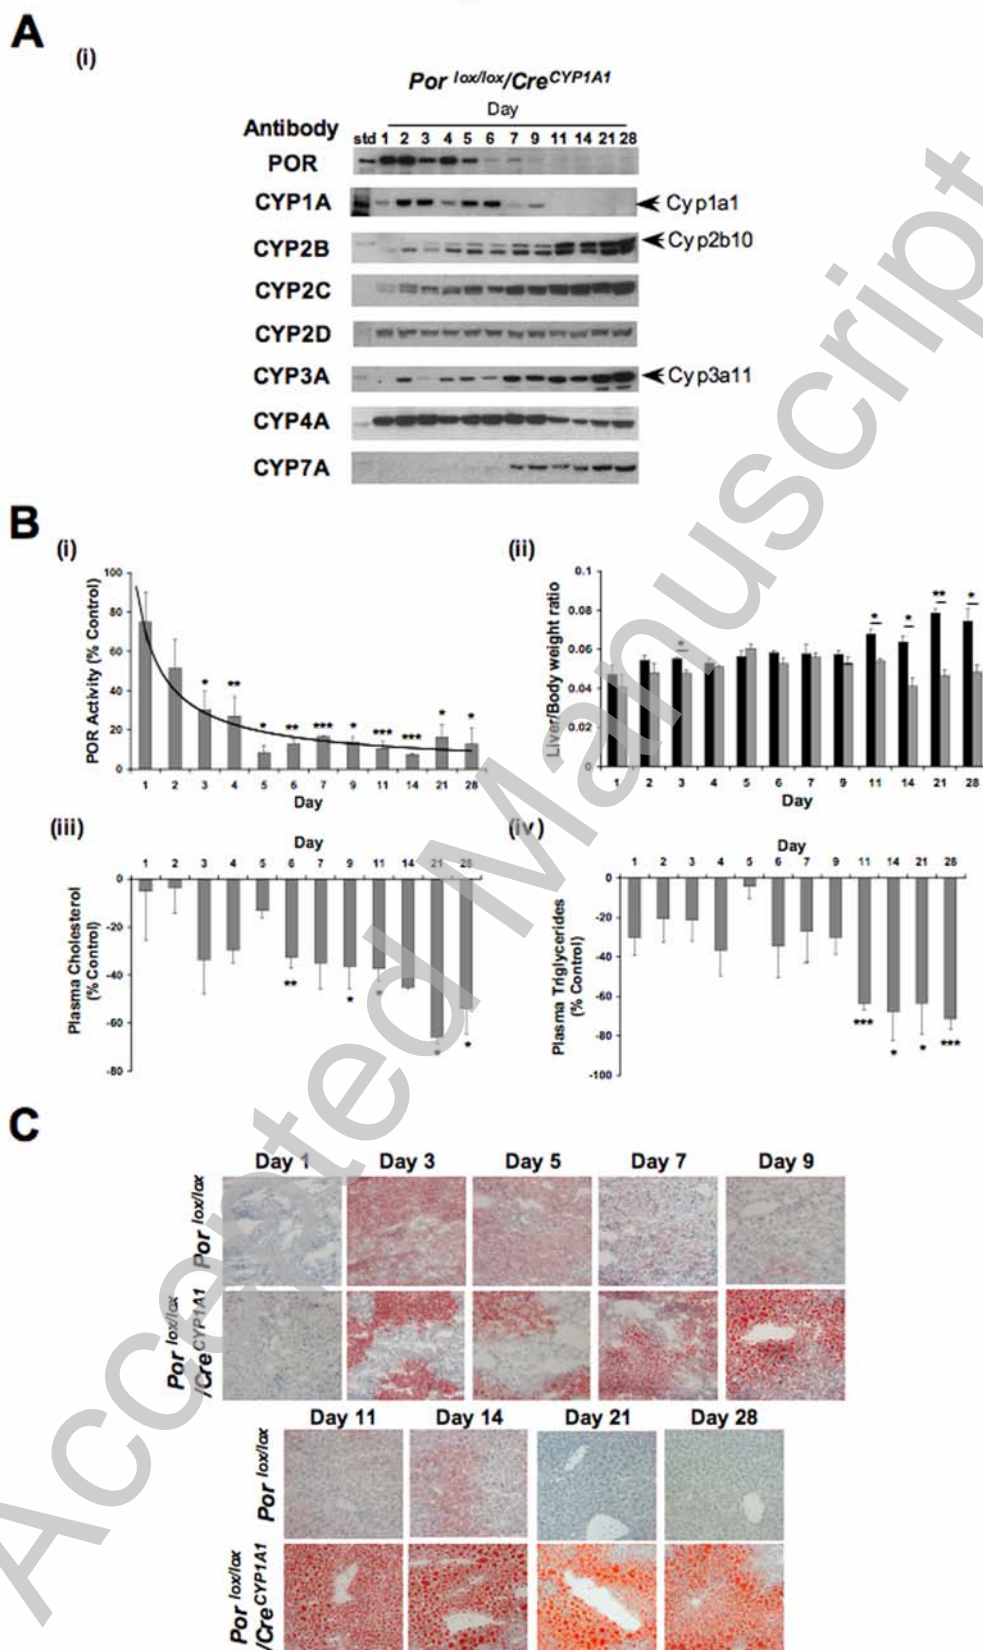 A
(i)
Por lox/lox/CreCYP1A1
Day
Antibody
std 1 2 3 4 5 6 7 9 11 14 21 28
POR
CYP1A
Cyp1a1
CYP2B
Cyp2b10
CYP2C
CYP2D
CYP3A
Cyp3a11
CYP4A
CYP7A
B
(i)
POR Activity (% Control)
100
80
60
40
20
0
* ** * ** *** * *** *** * *
1 2 3 4 5 6 7 9 11 14 21 28
Day
(ii)
Liver/Body weight ratio
0.1
0.08
0.06
0.04
0.02
0
* * * ** *
1 2 3 4 5 6 7 9 11 14 21 28
Day
(iii)
Day
1 2 3 4 5 6 7 9 11 14 21 28
Plasma Cholesterol
(% Control)
0
-20
-40
-60
-80
** * * * *
(iv)
Day
1 2 3 4 5 6 7 9 11 14 21 28
Plasma Triglycerides
(% Control)
0
-20
-40
-60
-80
-100
*** * * ***
C
Day 1 Day 3 Day 5 Day 7 Day 9
Por lox/lox
Por lox/lox
/CreCYP1A1
Day 11 Day 14 Day 21 Day 28
Por lox/lox
Por lox/lox
/CreCYP1A1
Accepted Manuscript